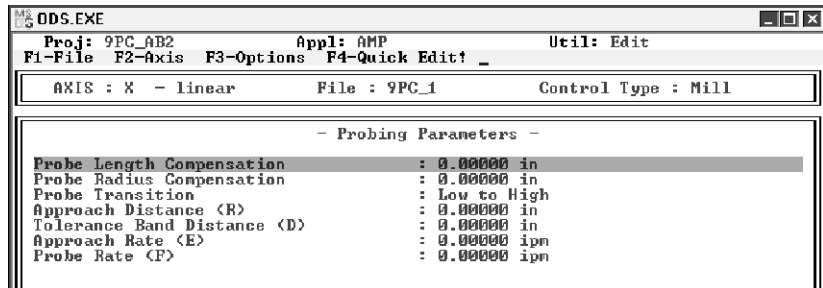 MS DOS ODS.EXE
Proj: 9PC_AB2 Appl: AMP Util: Edit
F1-File F2-Axis F3-Options F4-Quick Edit! _
AXIS : X - linear File : 9PC_1 Control Type : Mill
- Probing Parameters -
Probe Length Compensation : 0.00000 in
Probe Radius Compensation : 0.00000 in
Probe Transition : Low to High
Approach Distance (R) : 0.00000 in
Tolerance Band Distance (D) : 0.00000 in
Approach Rate (E) : 0.00000 ipm
Probe Rate (F) : 0.00000 ipm